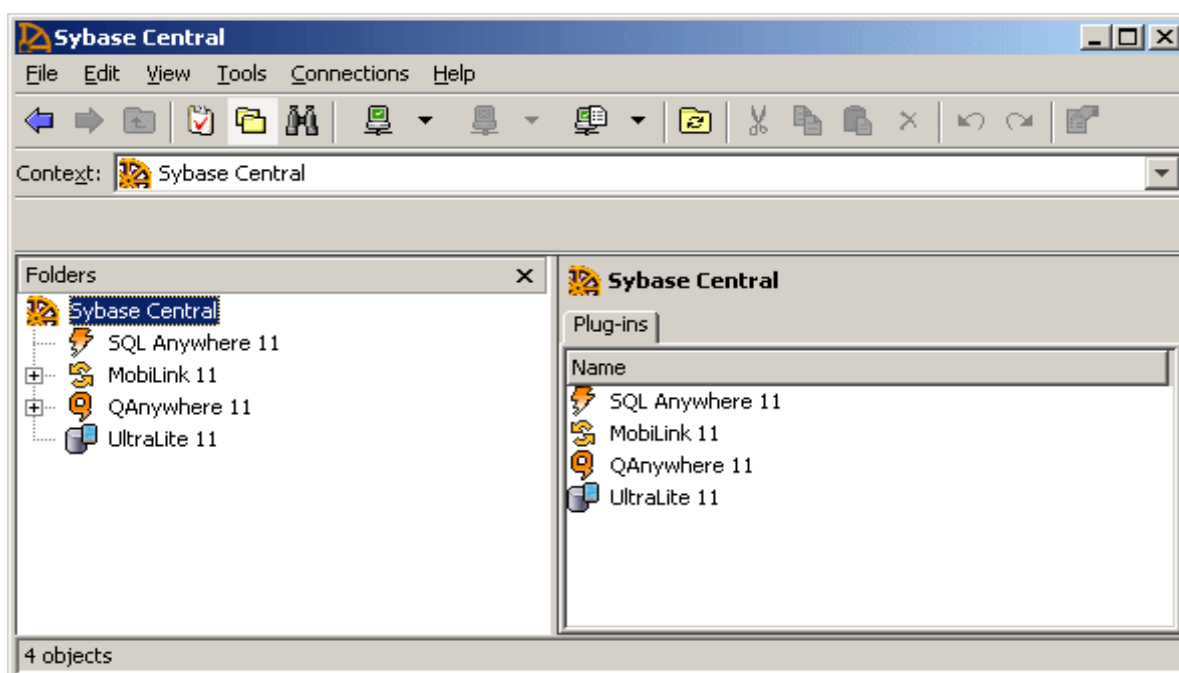 Sybase Central
File Edit View Tools Connections Help
Context: Sybase Central
Folders
Sybase Central
SQL Anywhere 11
MobiLink 11
QAnywhere 11
UltraLite 11
Sybase Central
Plug-ins
Name
SQL Anywhere 11
MobiLink 11
QAnywhere 11
UltraLite 11
4 objects